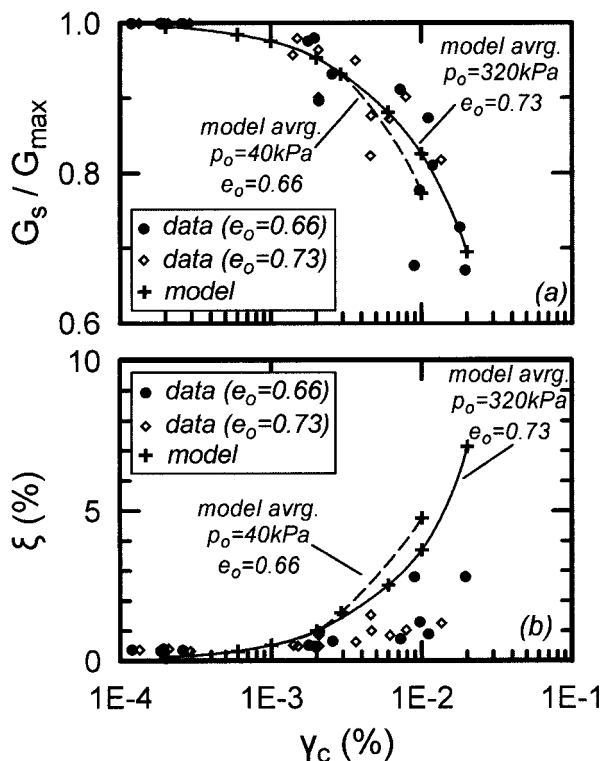 1.0
0.8
0.6
G_s / G_max
model avrg.
p_o=320kPa
e_o=0.73
model avrg.
p_o=40kPa
e_o=0.66
data (e_o=0.66)
data (e_o=0.73)
model
(a)
10
5
0
ξ (%)
data (e_o=0.66)
data (e_o=0.73)
model
model avrg.
p_o=320kPa
e_o=0.73
model avrg.
p_o=40kPa
e_o=0.66
(b)
1E-4 1E-3 1E-2 1E-1
γ_c (%)